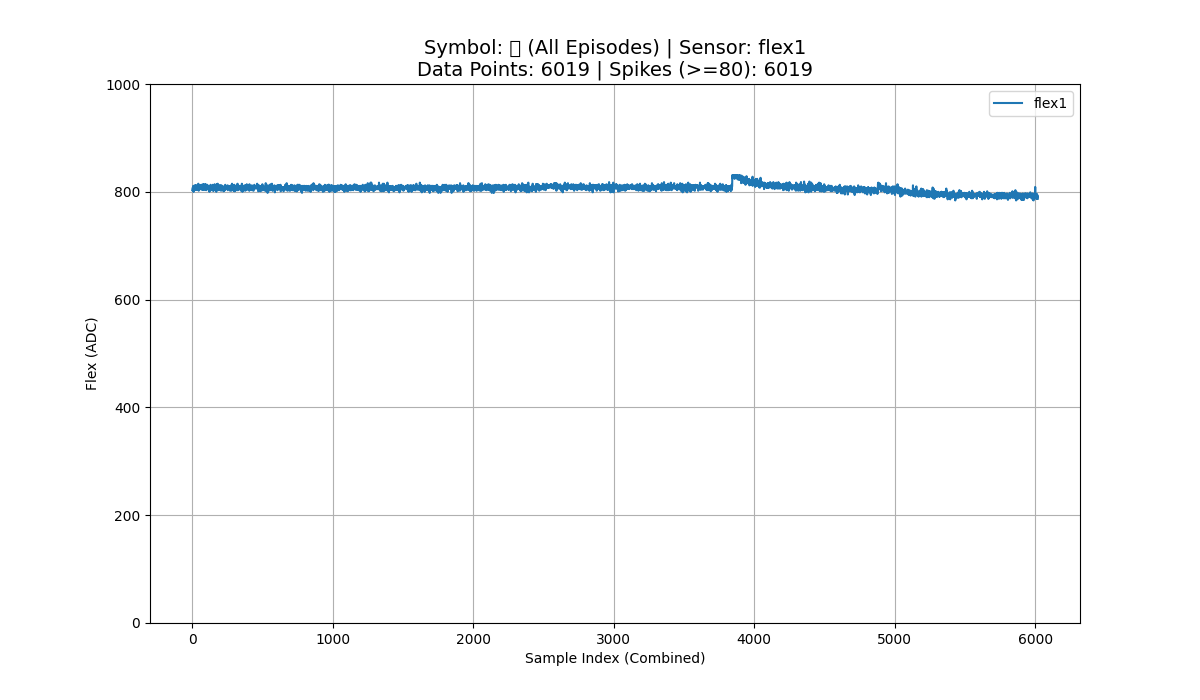 Symbol: (All Episodes) | Sensor: flex1
Data Points: 6019 | Spikes (>=80): 6019
1000
800
600
400
200
0
Flex (ADC)
flex1
0 1000 2000 3000 4000 5000 6000
Sample Index (Combined)